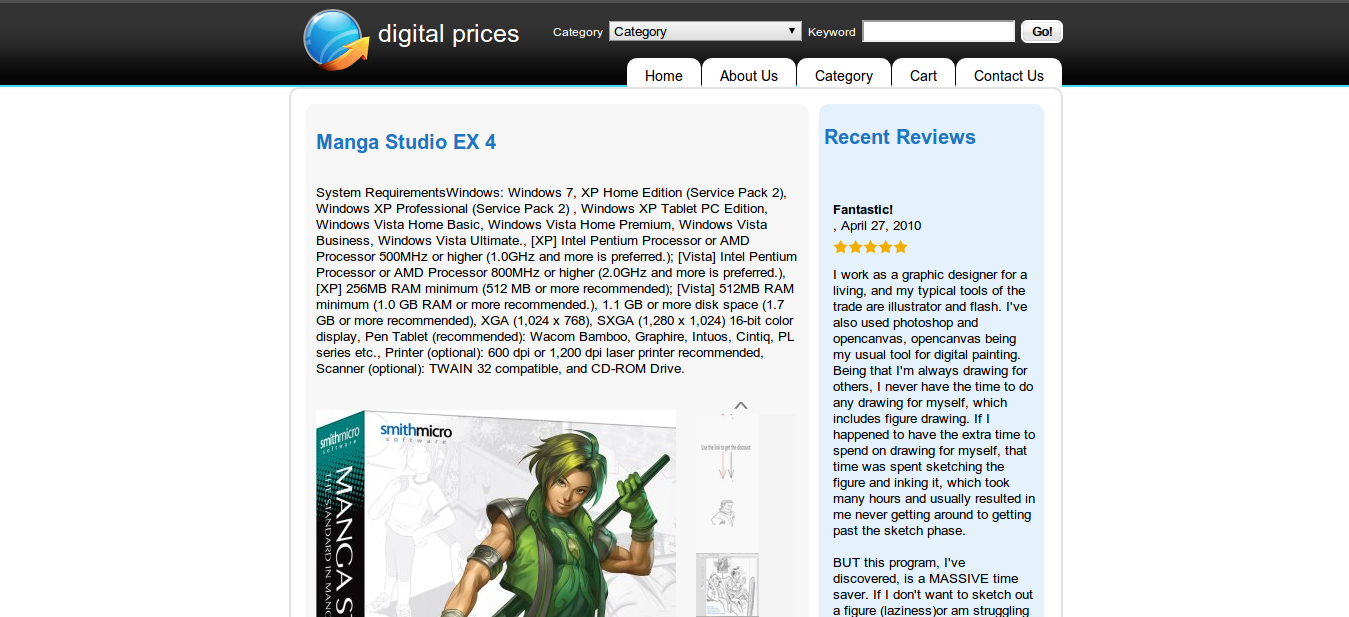 digital prices
Category
Category
Keyword
Go!
Home
About Us
Category
Cart
Contact Us
Manga Studio EX 4
System RequirementsWindows: Windows 7, XP Home Edition (Service Pack 2),
Windows XP Professional (Service Pack 2) , Windows XP Tablet PC Edition,
Windows Vista Home Basic, Windows Vista Home Premium, Windows Vista
Business, Windows Vista Ultimate., [XP] Intel Pentium Processor or AMD
Processor 500MHz or higher (1.0GHz and more is preferred.); [Vista] Intel Pentium
Processor or AMD Processor 800MHz or higher (2.0GHz and more is preferred.),
[XP] 256MB RAM minimum (512 MB or more recommended); [Vista] 512MB RAM
minimum (1.0 GB RAM or more recommended.), 1.1 GB or more disk space (1.7
GB or more recommended), XGA (1,024 x 768), SXGA (1,280 x 1,024) 16-bit color
display, Pen Tablet (recommended): Wacom Bamboo, Graphire, Intuos, Cintiq, PL
series etc., Printer (optional): 600 dpi or 1,200 dpi laser printer recommended,
Scanner (optional): TWAIN 32 compatible, and CD-ROM Drive.
smithmicro
software
smithmicro
software
MANGA ST
THE STANDARD IN MANG
Use the link to get the discount
Recent Reviews
Fantastic!
, April 27, 2010
I work as a graphic designer for a
living, and my typical tools of the
trade are illustrator and flash. I've
also used photoshop and
opencanvas, opencanvas being
my usual tool for digital painting.
Being that I'm always drawing for
others, I never have the time to do
any drawing for myself, which
includes figure drawing. If I
happened to have the extra time to
spend on drawing for myself, that
time was spent sketching the
figure and inking it, which took
many hours and usually resulted in
me never getting around to getting
past the sketch phase.
BUT this program, I've
discovered, is a MASSIVE time
saver. If I don't want to sketch out
a figure (laziness)or am struggling